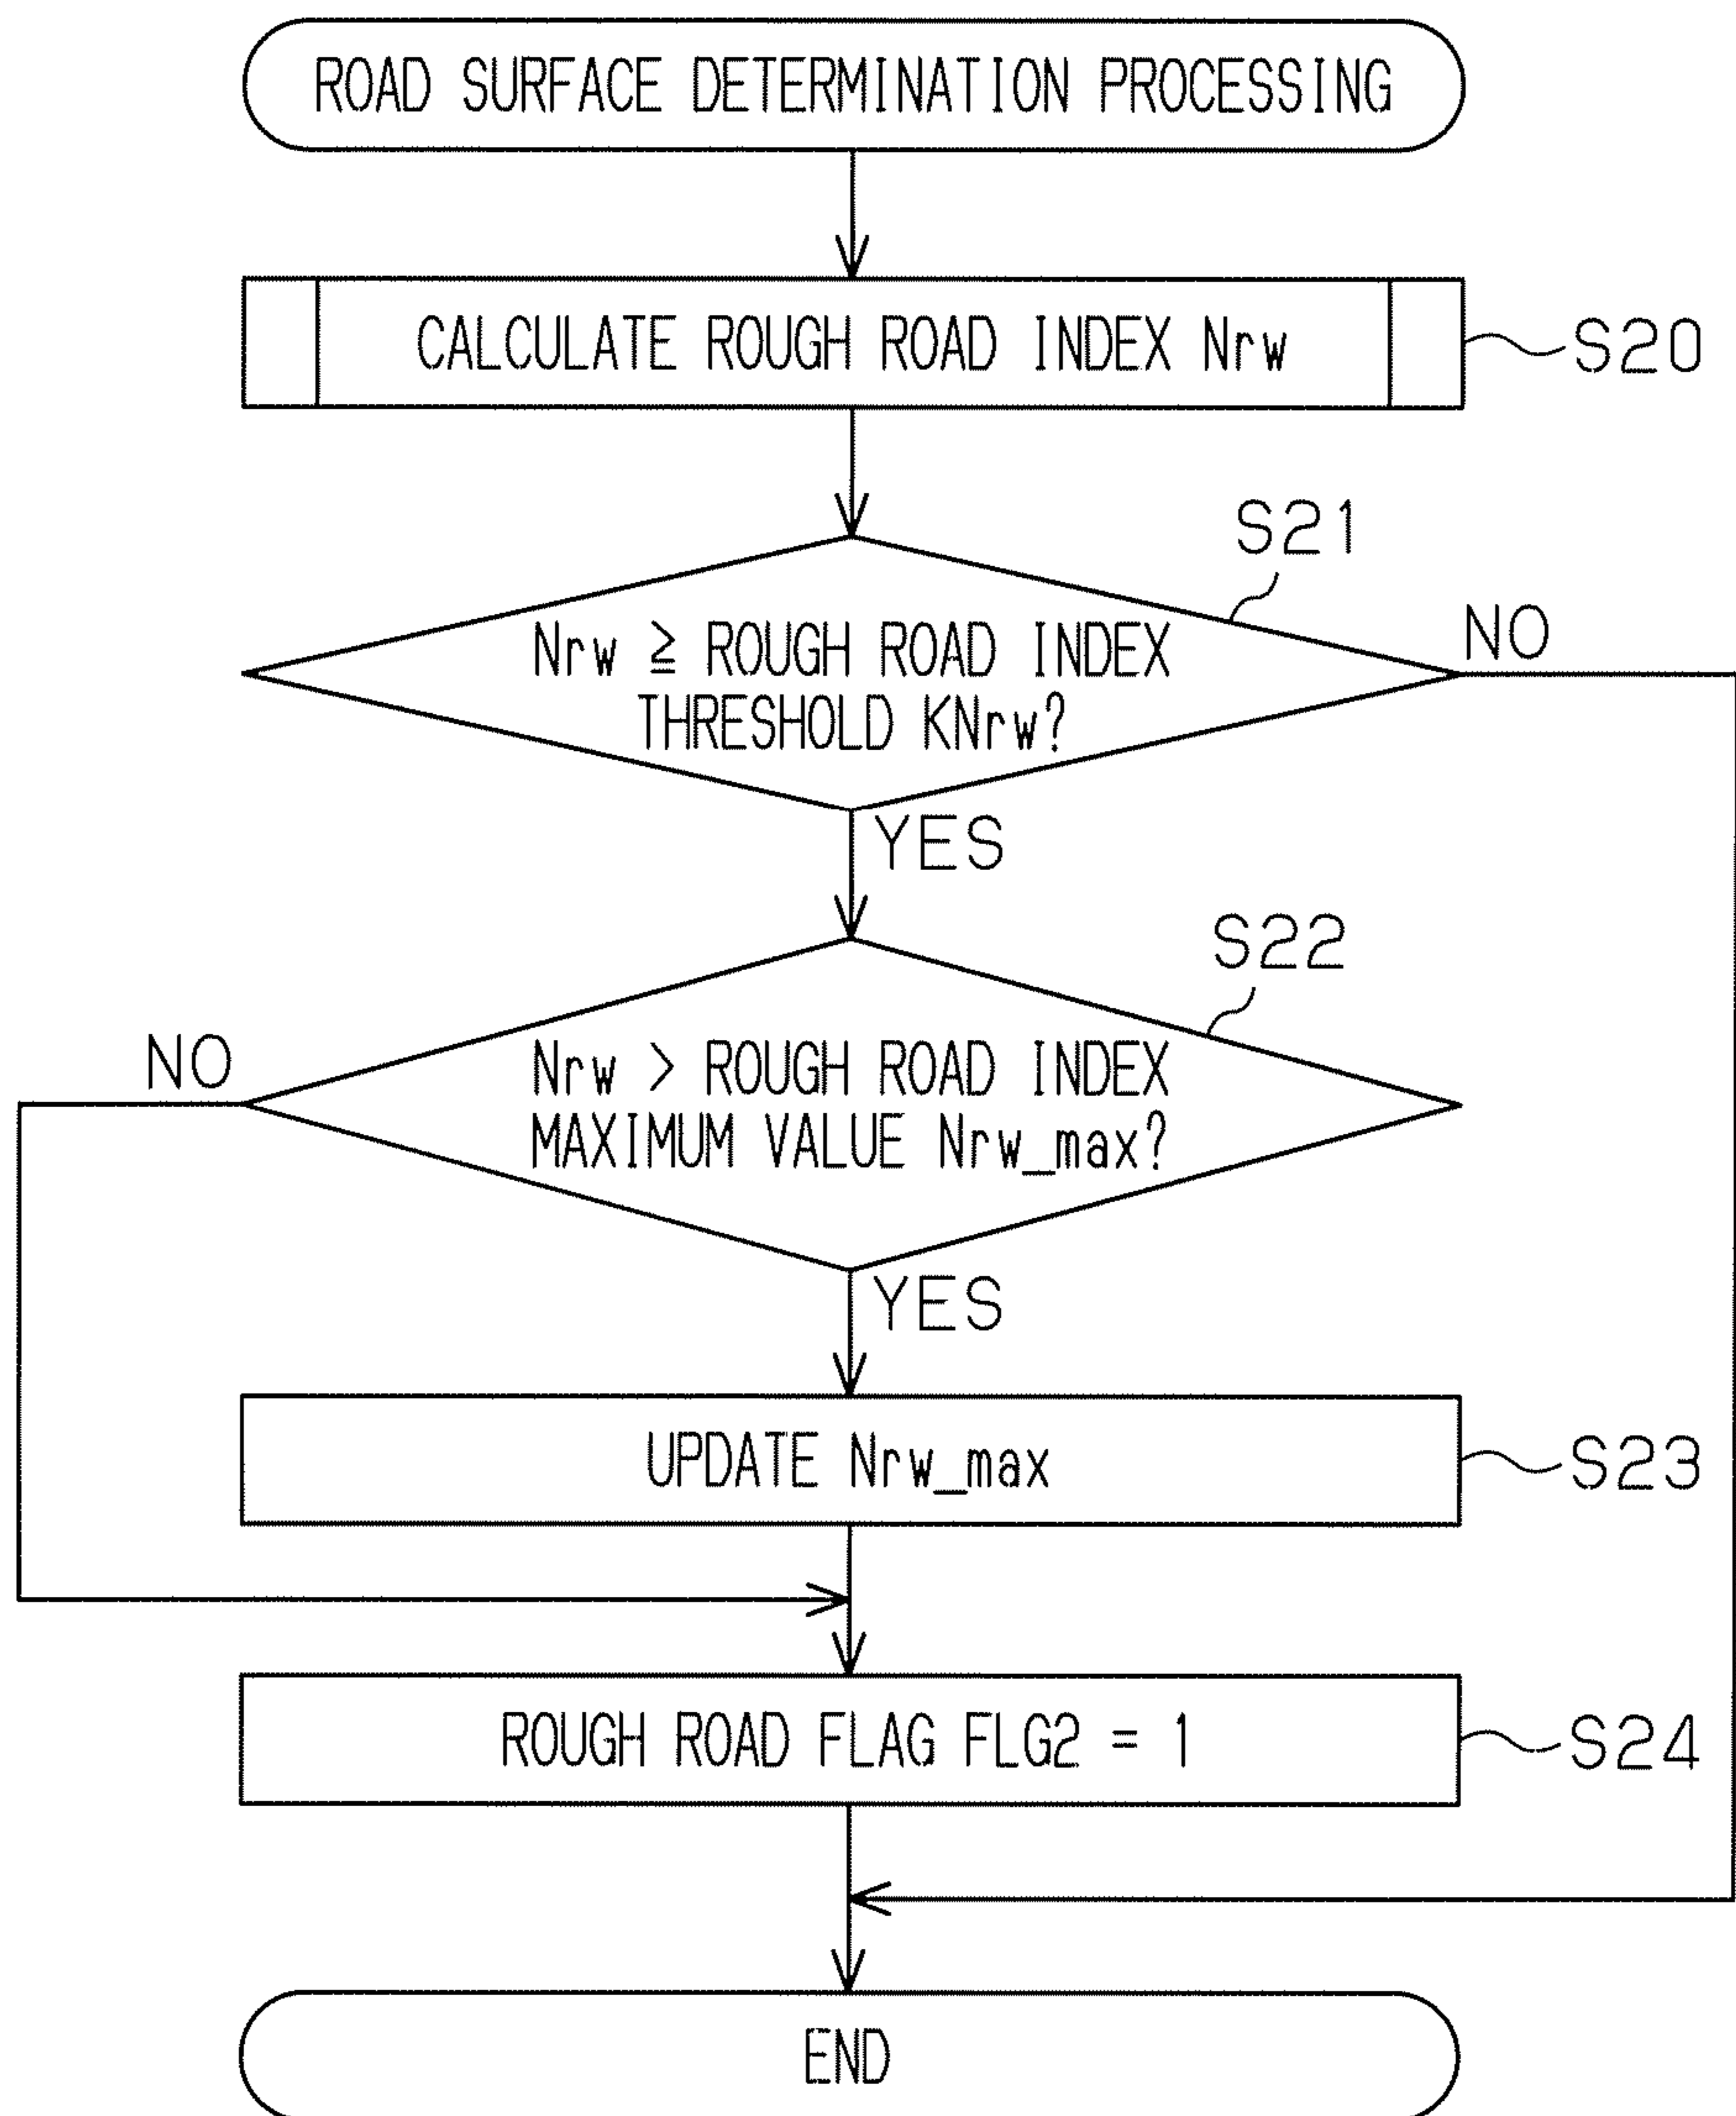 ROAD SURFACE DETERMINATION PROCESSING
CALCULATE ROUGH ROAD INDEX Nrw
S20
S21
Nrw ≧ ROUGH ROAD INDEX
THRESHOLD KNrw?
NO
YES
S22
NO
Nrw > ROUGH ROAD INDEX
MAXIMUM VALUE Nrw_max?
YES
UPDATE Nrw_max
S23
ROUGH ROAD FLAG FLG2 = 1
S24
END